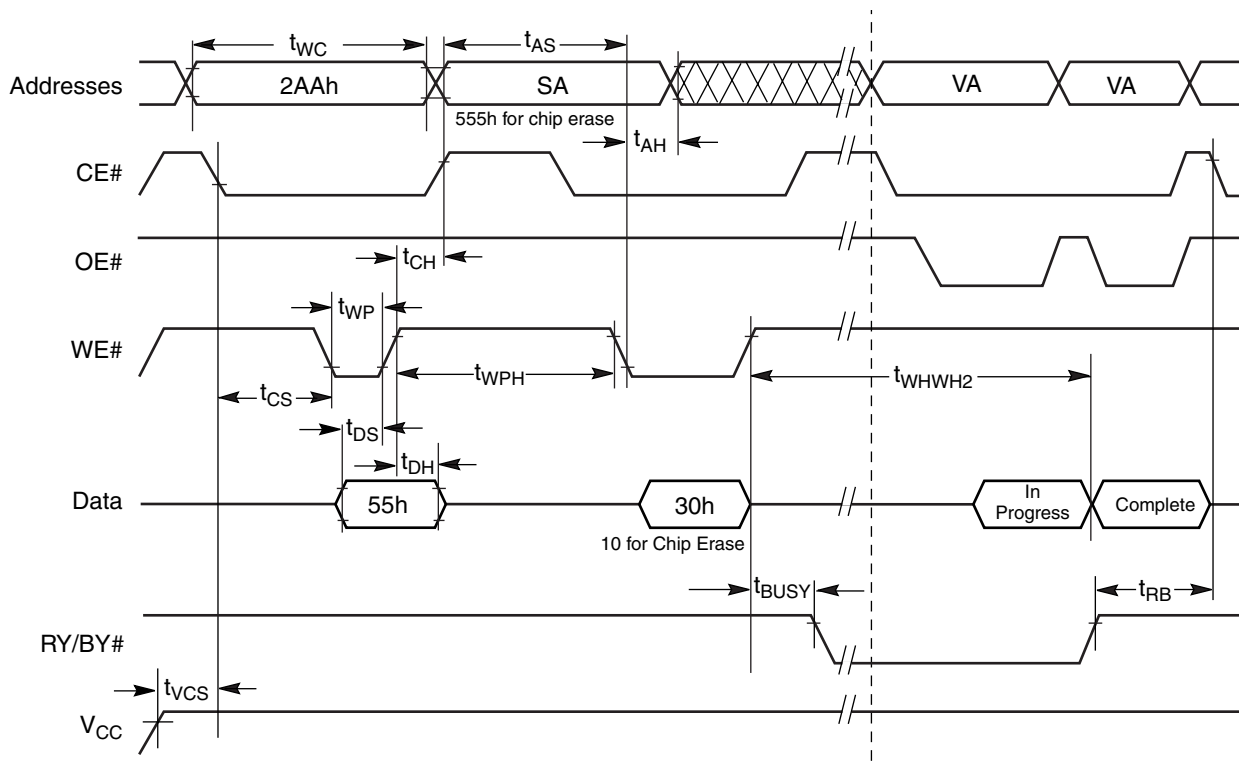 tWC
tAS
Addresses
2AAh
SA
VA
VA
555h for chip erase
tAH
CE#
OE#
tCH
tWP
WE#
tWPH
tWHWH2
tCS
tDS
tDH
Data
55h
30h
In
Progress
Complete
10 for Chip Erase
tBUSY
tRB
RY/BY#
tVCS
VCC